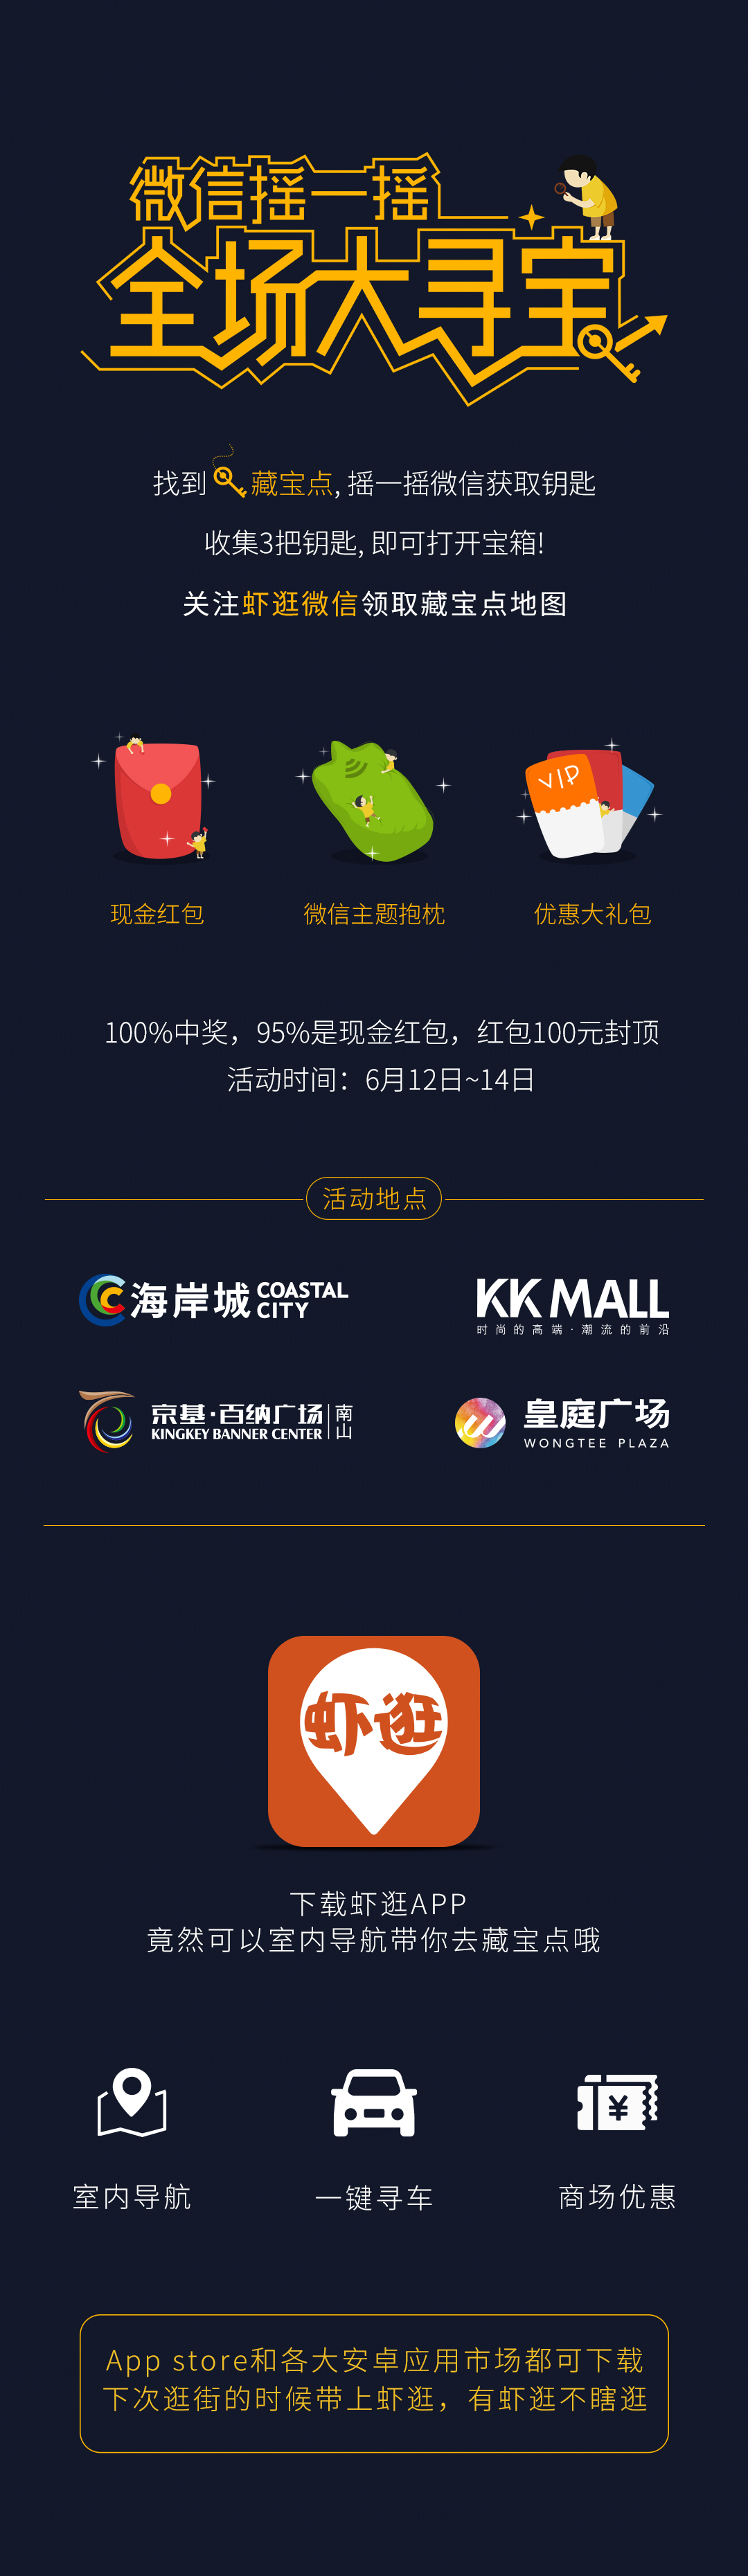 微信摇一摇
全场大寻宝
找到藏宝点, 摇一摇微信获取钥匙
收集3把钥匙, 即可打开宝箱!
关注虾逛微信领取藏宝点地图
VIP
现金红包
微信主题抱枕
优惠大礼包
100%中奖，95%是现金红包，红包100元封顶
活动时间：6月12日~14日
活动地点
海岸城 COASTAL CITY
KK MALL
时尚的高端·潮流的前沿
京基·百纳广场 南山
KINGKEY BANNER CENTER
皇庭广场
WONGTEE PLAZA
虾逛
下载虾逛APP
竟然可以室内导航带你去藏宝点哦
¥
室内导航
一键寻车
商场优惠
App store和各大安卓应用市场都可下载
下次逛街的时候带上虾逛，有虾逛不瞎逛